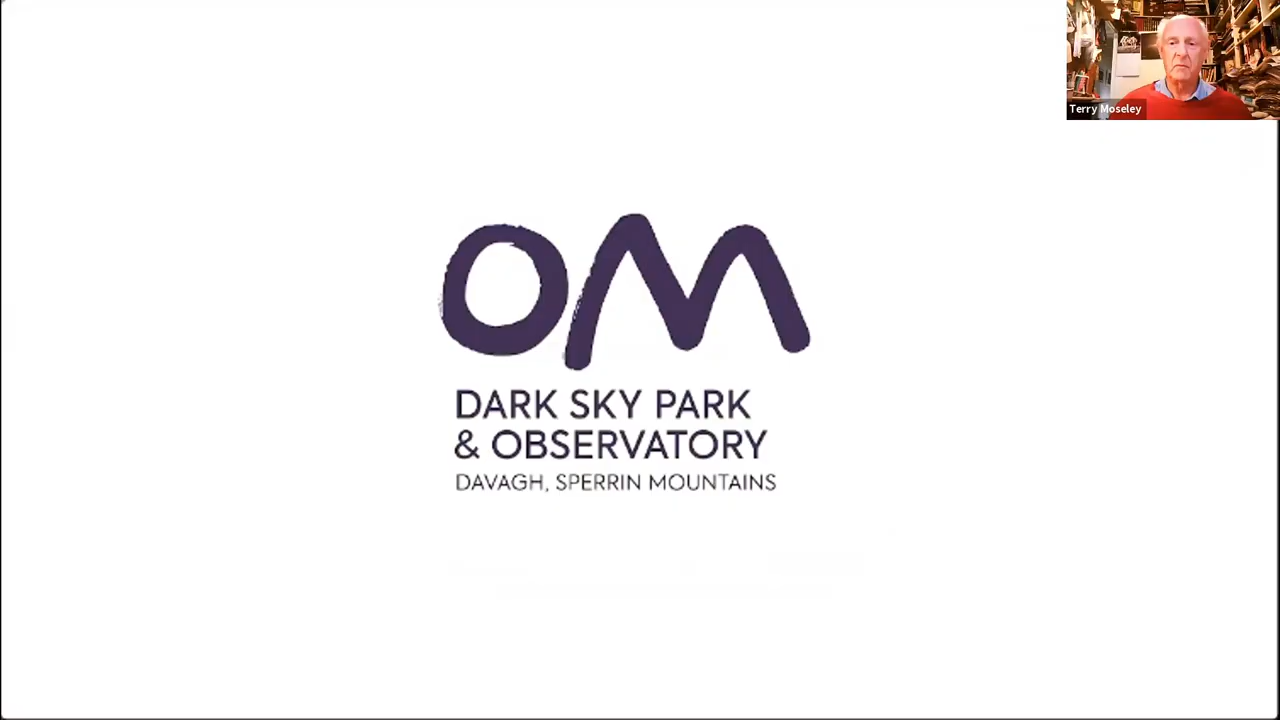 Terry Moseley
OM
DARK SKY PARK
& OBSERVATORY
DAVAGH, SPERRIN MOUNTAINS